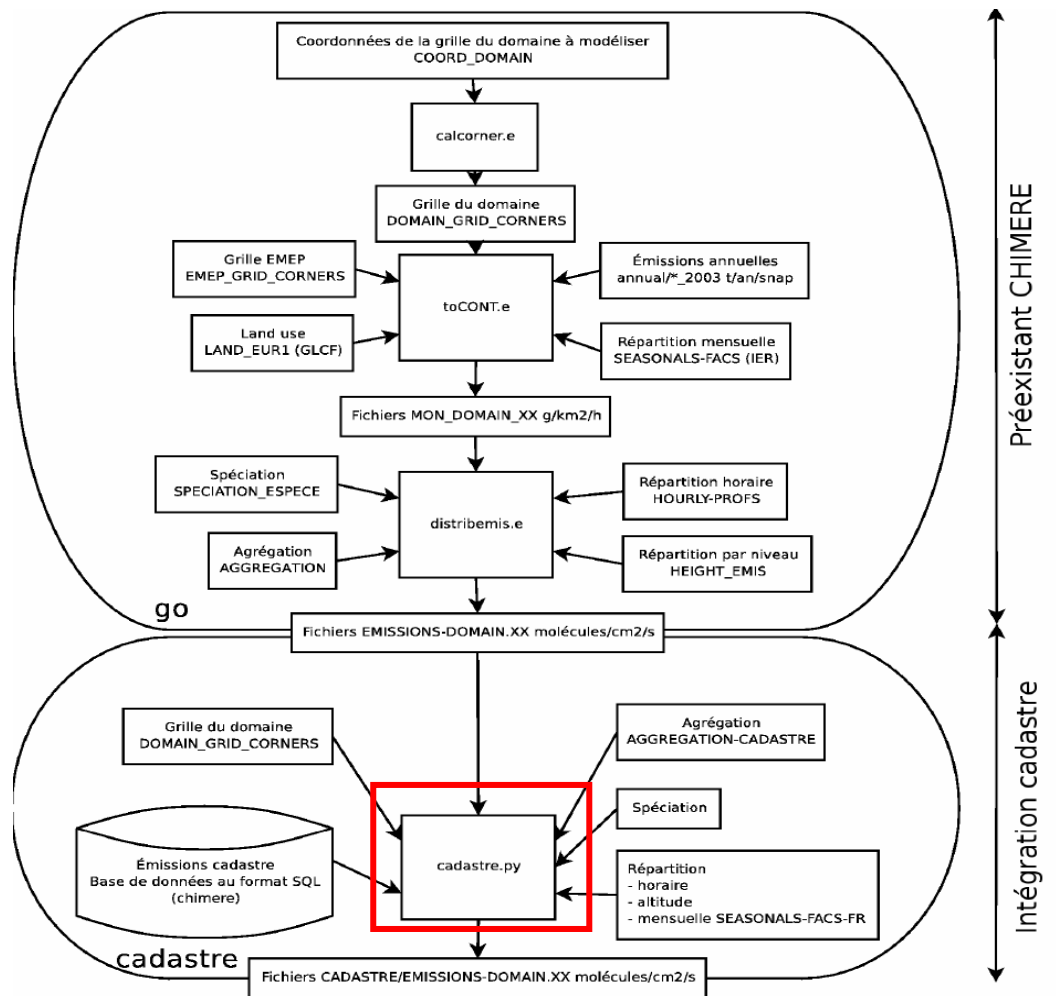 Coordonnées de la grille du domaine à modéliser
COORD_DOMAIN
calcorner.e
Grille du domaine
DOMAIN_GRID_CORNERS
Grille EMEP
EMEP_GRID_CORNERS
Émissions annuelles
annual/*_2003 t/an/snap
toCONT.e
Land use
LAND_EUR1 (GLCF)
Répartition mensuelle
SEASONALS-FACS (IER)
Fichiers MON_DOMAIN_XX g/km2/h
Spéciation
SPECIATION_ESPECE
Répartition horaire
HOURLY-PROFS
distribemis.e
Agrégation
AGGREGATION
Répartition par niveau
HEIGHT_EMIS
go
Fichiers EMISSIONS-DOMAIN.XX molécules/cm2/s
Préexistant CHIMERE
Grille du domaine
DOMAIN_GRID_CORNERS
Agrégation
AGGREGATION-CADASTRE
Spéciation
cadastre.py
Émissions cadastre
Base de données au format SQL
(chimere)
Répartition
- horaire
- altitude
- mensuelle SEASONALS-FACS-FR
cadastre
Fichiers CADASTRE/EMISSIONS-DOMAIN.XX molécules/cm2/s
Intégration cadastre